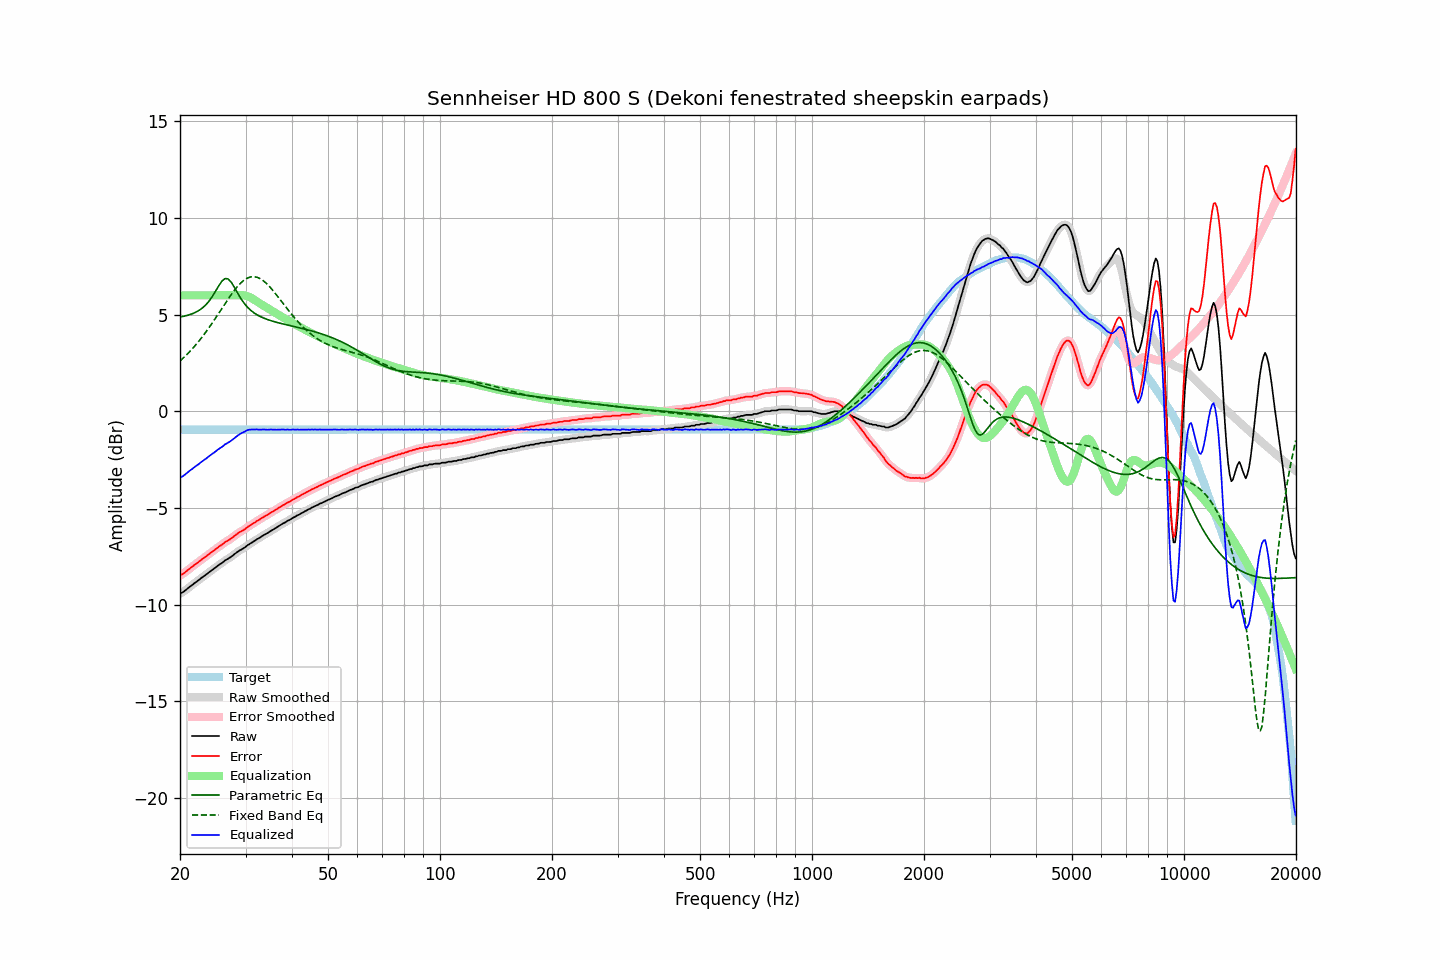 Sennheiser HD 800 S (Dekoni fenestrated sheepskin earpads)
15
10
5
0
−5
−10
−15
−20
Amplitude (dBr)
Target
Raw Smoothed
Error Smoothed
Raw
Error
Equalization
Parametric Eq
Fixed Band Eq
Equalized
20 50 100 200 500 1000 2000 5000 10000 20000
Frequency (Hz)